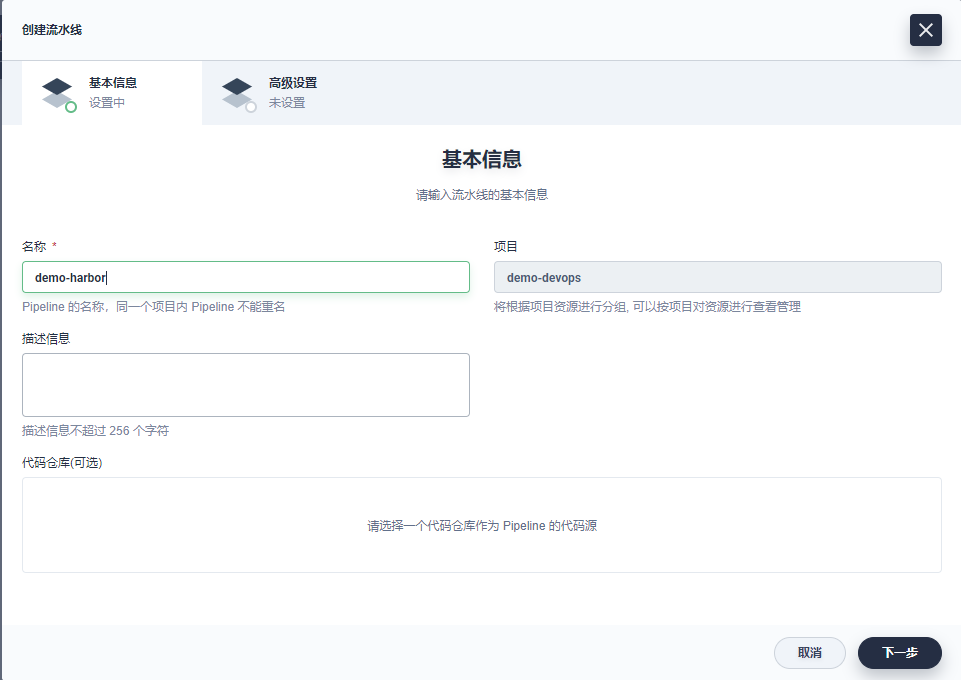 创建流水线
基本信息
设置中
高级设置
未设置
基本信息
请输入流水线的基本信息
名称 *
项目
demo-harbor
demo-devops
Pipeline 的名称，同一个项目内 Pipeline 不能重名
将根据项目资源进行分组, 可以按项目对资源进行查看管理
描述信息
描述信息不超过 256 个字符
代码仓库(可选)
请选择一个代码仓库作为 Pipeline 的代码源
取消
下一步